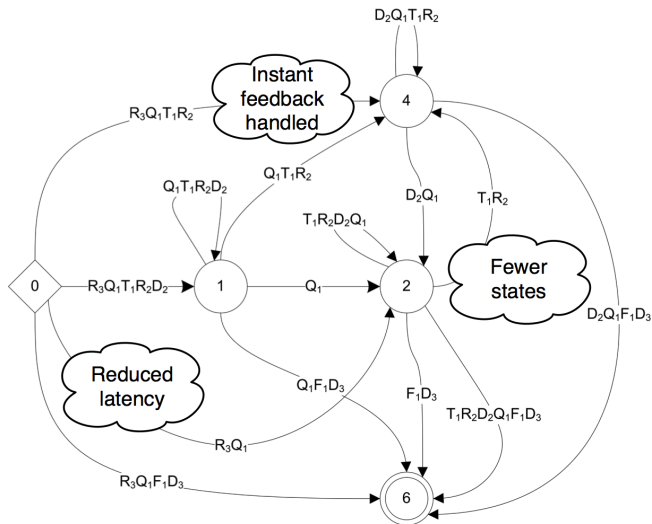 D₂Q₁T₁R₂
Instant
feedback
handled
4
R₃Q₁T₁R₂
Q₁T₁R₂
Q₁T₁R₂D₂
D₂Q₁
T₁R₂
T₁R₂D₂Q₁
Fewer
states
0
R₃Q₁T₁R₂D₂
1
Q₁
2
D₂Q₁F₁D₃
Reduced
latency
Q₁F₁D₃
F₁D₃
T₁R₂D₂Q₁F₁D₃
R₃Q₁
R₃Q₁F₁D₃
6